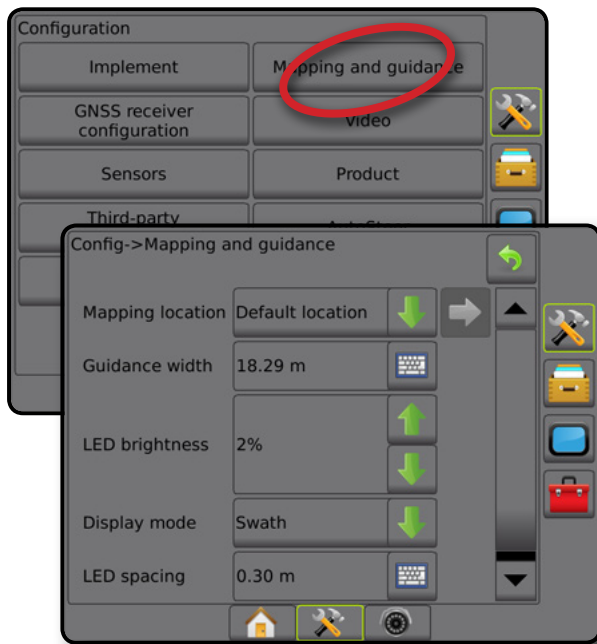 Configuration
Implement
Mapping and guidance
GNSS receiver
configuration
Video
Sensors
Product
Third-party
Config->Mapping and guidance
Mapping location
Default location
Guidance width
18.29 m
LED brightness
2%
Display mode
Swath
LED spacing
0.30 m